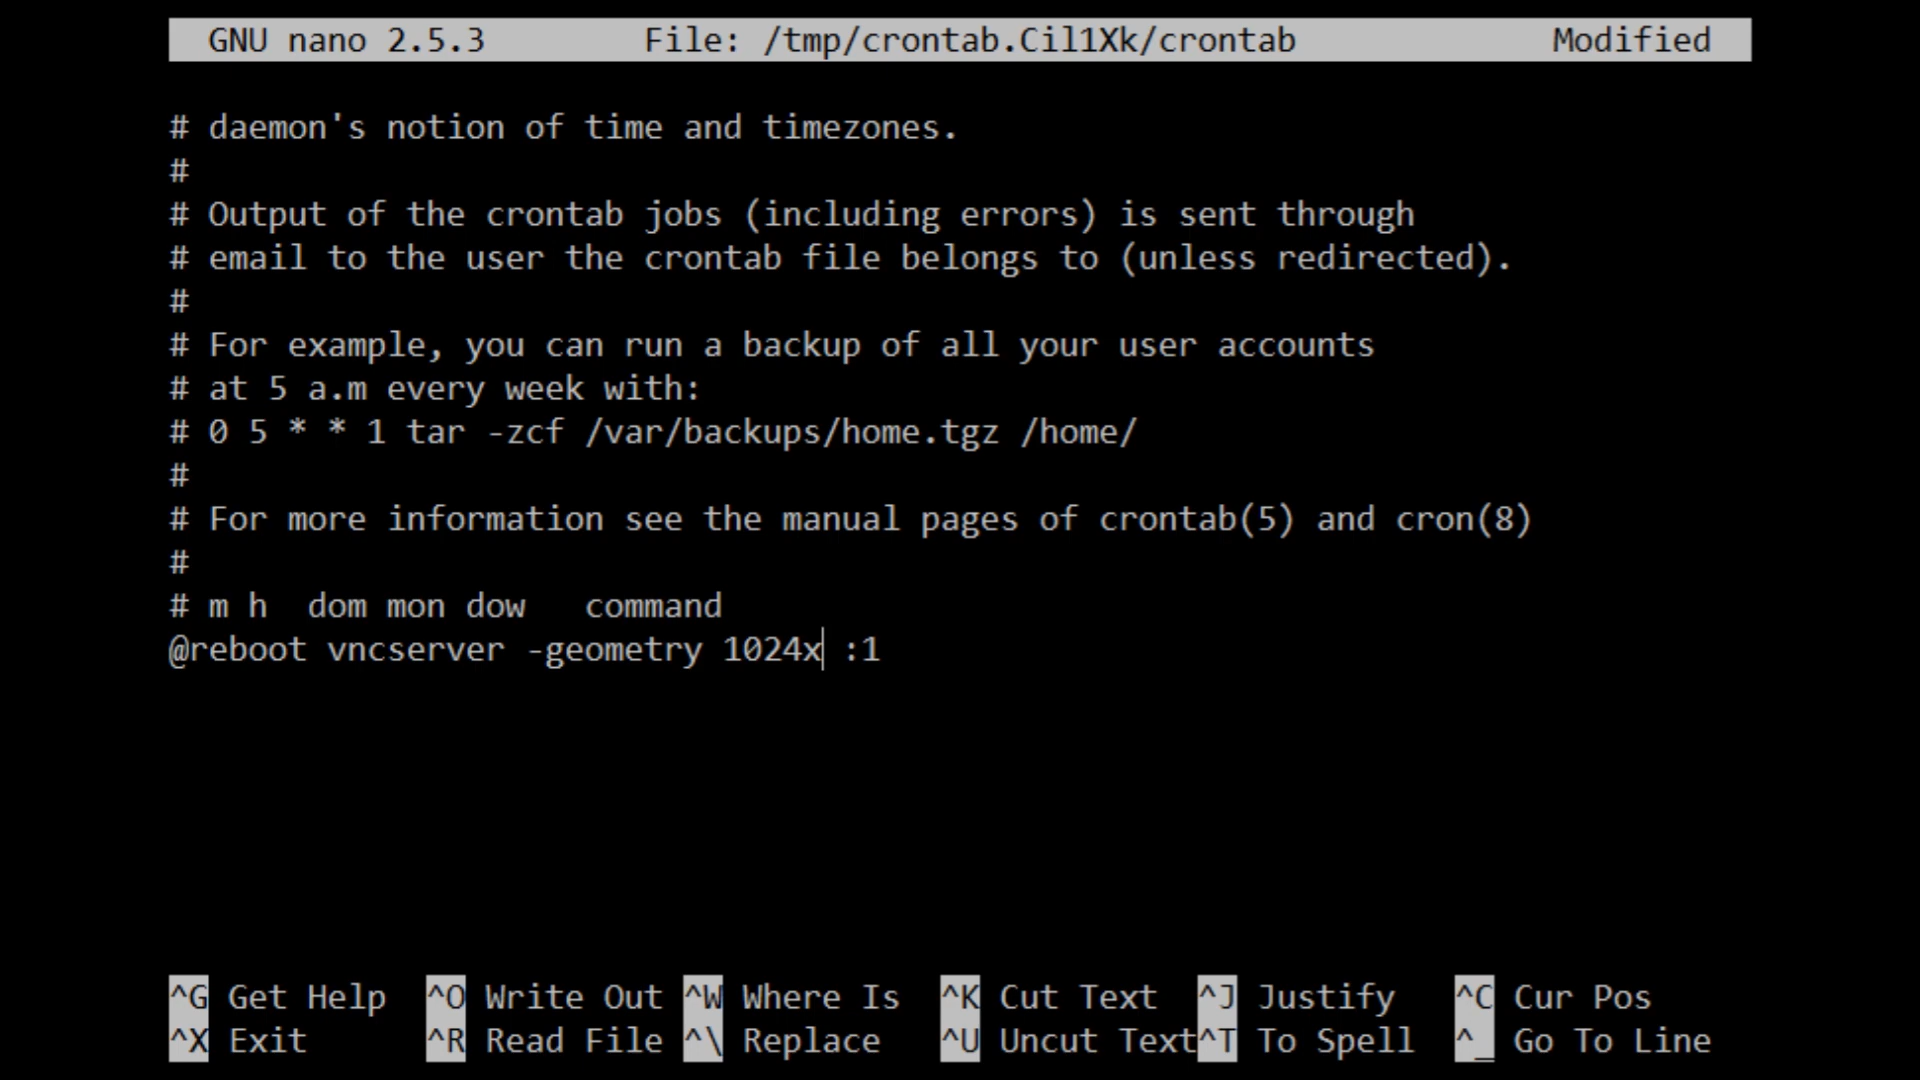 GNU nano 2.5.3 File: /tmp/crontab.Cil1Xk/crontab Modified
# daemon's notion of time and timezones.
#
# Output of the crontab jobs (including errors) is sent through
# email to the user the crontab file belongs to (unless redirected).
#
# For example, you can run a backup of all your user accounts
# at 5 a.m every week with:
# 0 5 * * 1 tar -zcf /var/backups/home.tgz /home/
#
# For more information see the manual pages of crontab(5) and cron(8)
#
# m h  dom mon dow   command
@reboot vncserver -geometry 1024x :1
^G Get Help ^O Write Out ^W Where Is ^K Cut Text ^J Justify ^C Cur Pos
^X Exit ^R Read File ^\ Replace ^U Uncut Text ^T To Spell ^_ Go To Line